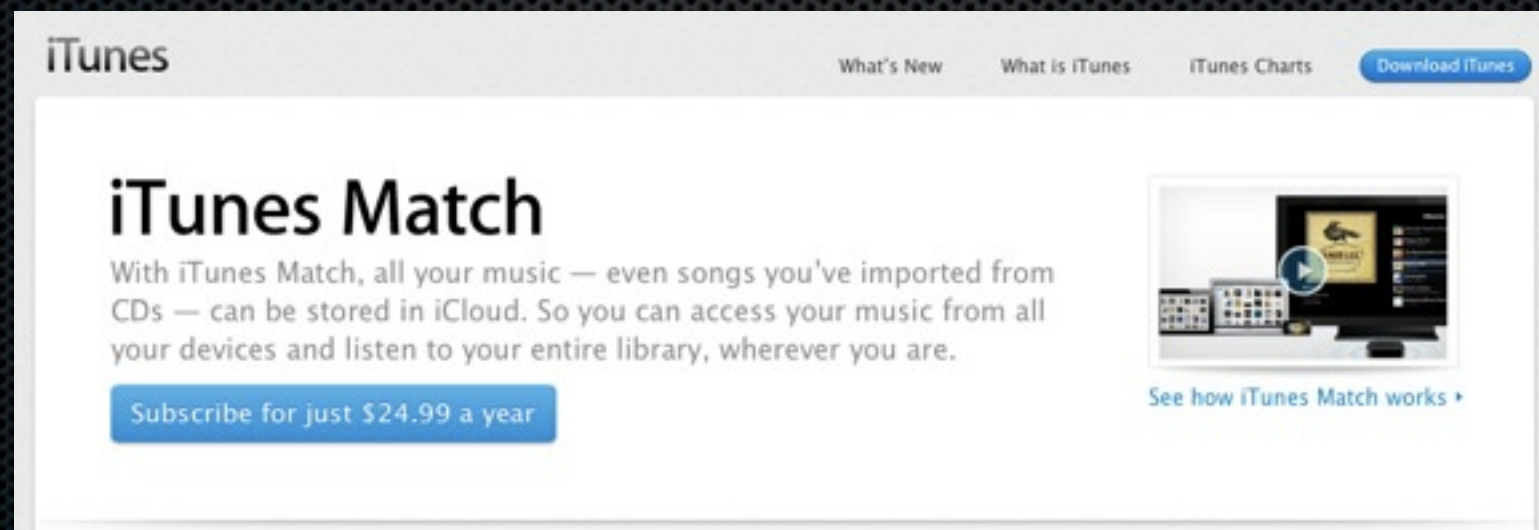 iTunes
What's New
What is iTunes
iTunes Charts
Download iTunes
iTunes Match
With iTunes Match, all your music — even songs you've imported from
CDs — can be stored in iCloud. So you can access your music from all
your devices and listen to your entire library, wherever you are.
Subscribe for just $24.99 a year
See how iTunes Match works